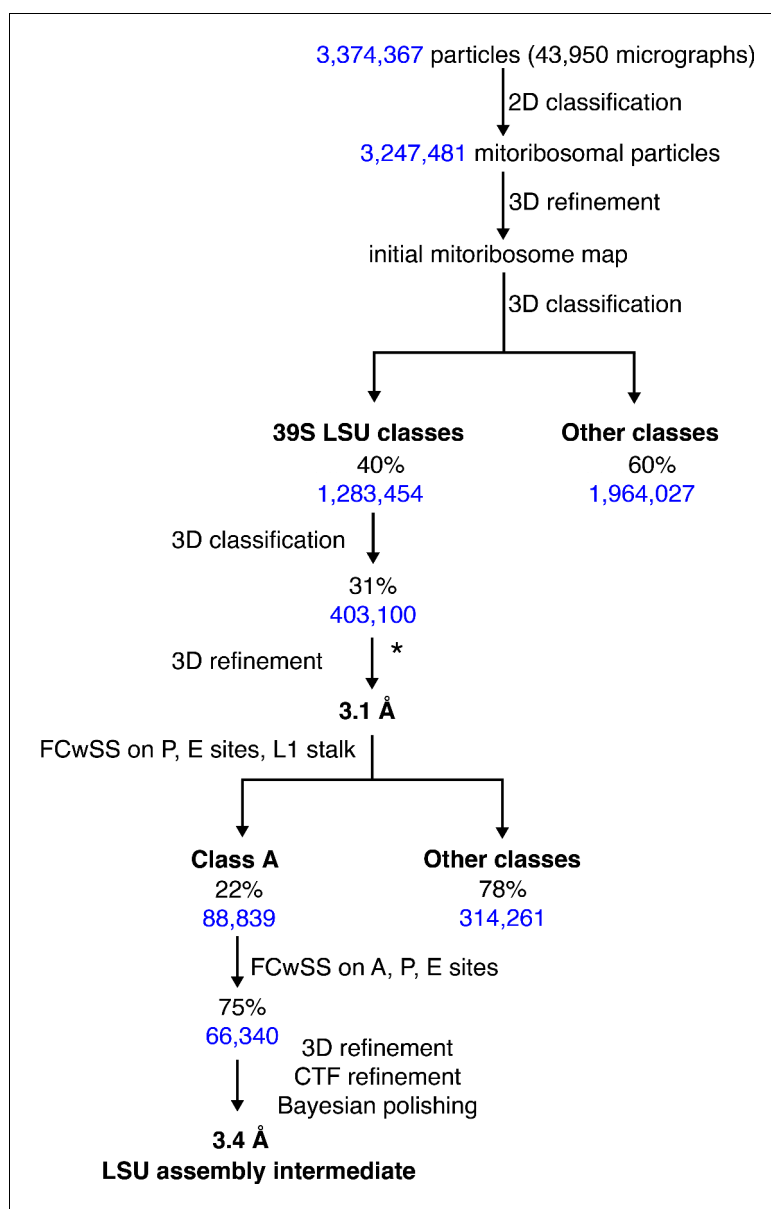 3,374,367 particles (43,950 micrographs)
2D classification
3,247,481 mitoribosomal particles
3D refinement
initial mitoribosome map
3D classification
39S LSU classes
40%
1,283,454
Other classes
60%
1,964,027
3D classification
31%
403,100
3D refinement
*
3.1 Å
FCwSS on P, E sites, L1 stalk
Class A
22%
88,839
Other classes
78%
314,261
FCwSS on A, P, E sites
75%
66,340
3D refinement
CTF refinement
Bayesian polishing
3.4 Å
LSU assembly intermediate